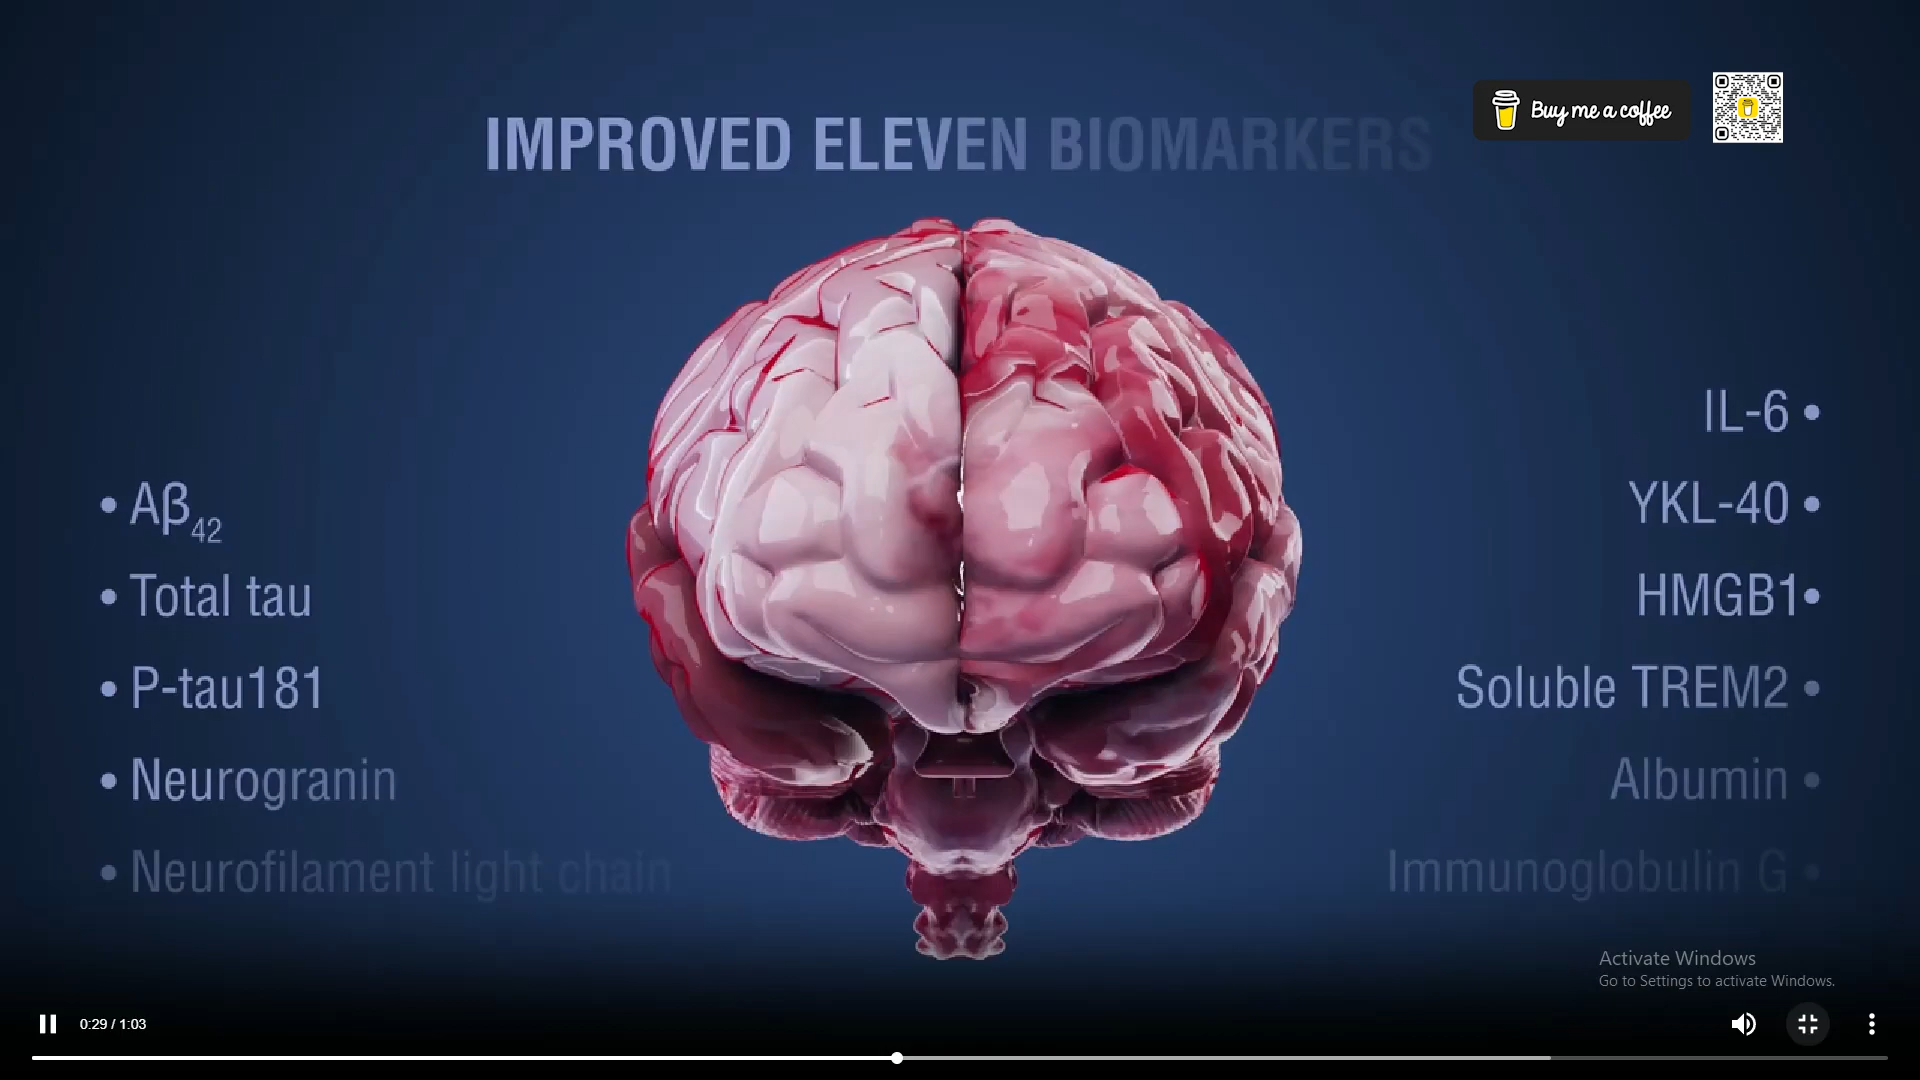 Buy me a coffee
IMPROVED ELEVEN BIOMARKERS
• Aβ42
• Total tau
• P-tau181
• Neurogranin
• Neurofilament light chain
IL-6 •
YKL-40 •
HMGB1•
Soluble TREM2 •
Albumin •
Immunoglobulin G •
Activate Windows
Go to Settings to activate Windows.
0:29 / 1:03